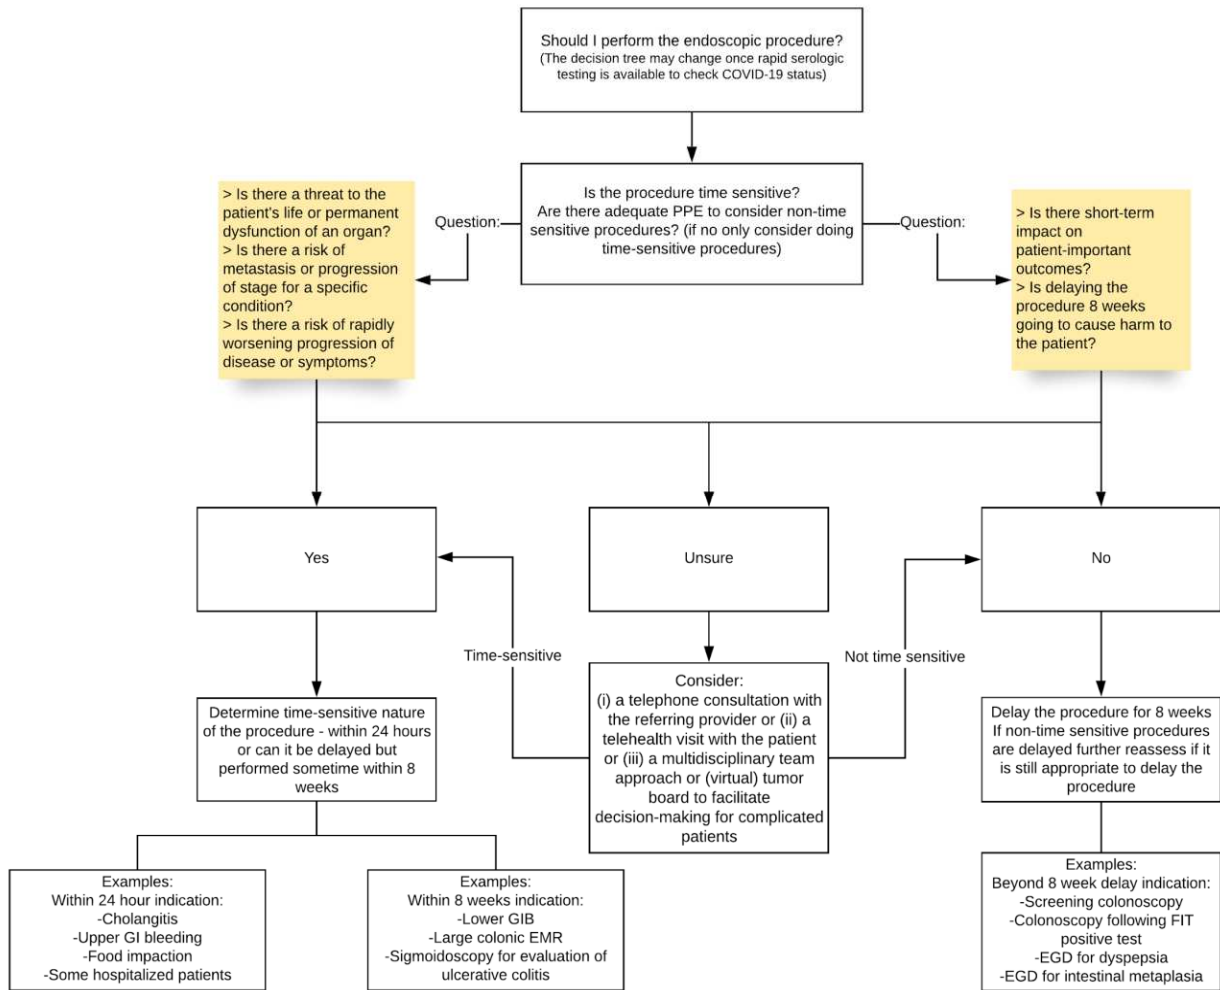 Should I perform the endoscopic procedure?
(The decision tree may change once rapid serologic
testing is available to check COVID-19 status)
> Is there a threat to the
patient's life or permanent
dysfunction of an organ?
> Is there a risk of
metastasis or progression
of stage for a specific
condition?
> Is there a risk of rapidly
worsening progression of
disease or symptoms?
Question:
Is the procedure time sensitive?
Are there adequate PPE to consider non-time
sensitive procedures? (if no only consider doing
time-sensitive procedures)
Question:
> Is there short-term
impact on
patient-important
outcomes?
> Is delaying the
procedure 8 weeks
going to cause harm to
the patient?
Yes
Unsure
No
Time-sensitive
Not time sensitive
Determine time-sensitive nature
of the procedure - within 24 hours
or can it be delayed but
performed sometime within 8
weeks
Consider:
(i) a telephone consultation with
the referring provider or (ii) a
telehealth visit with the patient
or (iii) a multidisciplinary team
approach or (virtual) tumor
board to facilitate
decision-making for complicated
patients
Delay the procedure for 8 weeks
If non-time sensitive procedures
are delayed further reassess if it
is still appropriate to delay the
procedure
Examples:
Within 24 hour indication:
-Cholangitis
-Upper GI bleeding
-Food impaction
-Some hospitalized patients
Examples:
Within 8 weeks indication:
-Lower GIB
-Large colonic EMR
-Sigmoidoscopy for evaluation of
ulcerative colitis
Examples:
Beyond 8 week delay indication:
-Screening colonoscopy
-Colonoscopy following FIT
positive test
-EGD for dyspepsia
-EGD for intestinal metaplasia